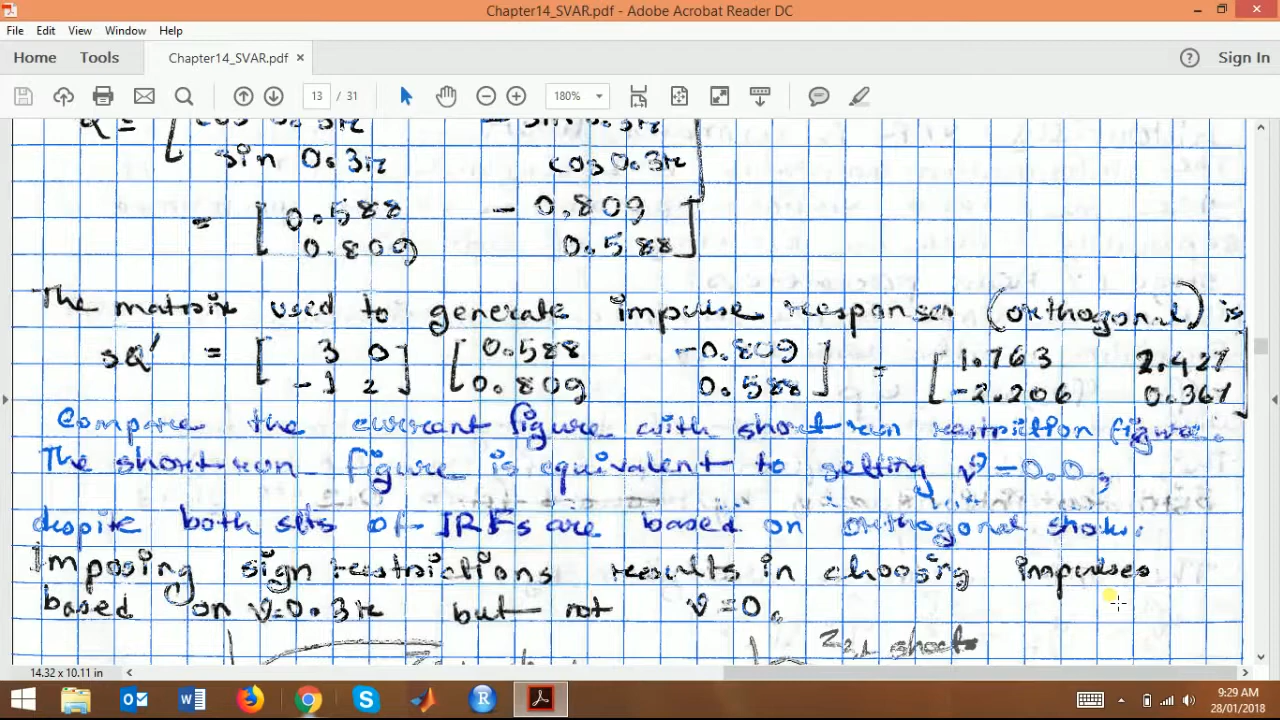 Chapter14_SVAR.pdf - Adobe Acrobat Reader DC
File Edit View Window Help
Home Tools Chapter14_SVAR.pdf × Sign In
13 / 31 180%
sin 0.3π cos 0.3π
= [ 0.588 - 0.809 ]
0.809 0.588
The matrix used to generate impulse responses (orthogonal) is
SQ' = [ 3 0 ] [ 0.588 -0.809 ] = [ 1.763 2.427 ]
-1 2 0.809 0.588 -2.206 0.367
Compare the current figure with short run restriction figure.
The short run figure is equivalent to setting ϑ = 0.0,
despite both sets of IRFs are based on orthogonal shocks.
Imposing sign restrictions results in choosing impulses
based on ϑ=0.3π but not ϑ=0.
shock
14.32 x 10.11 in
9:29 AM
28/01/2018